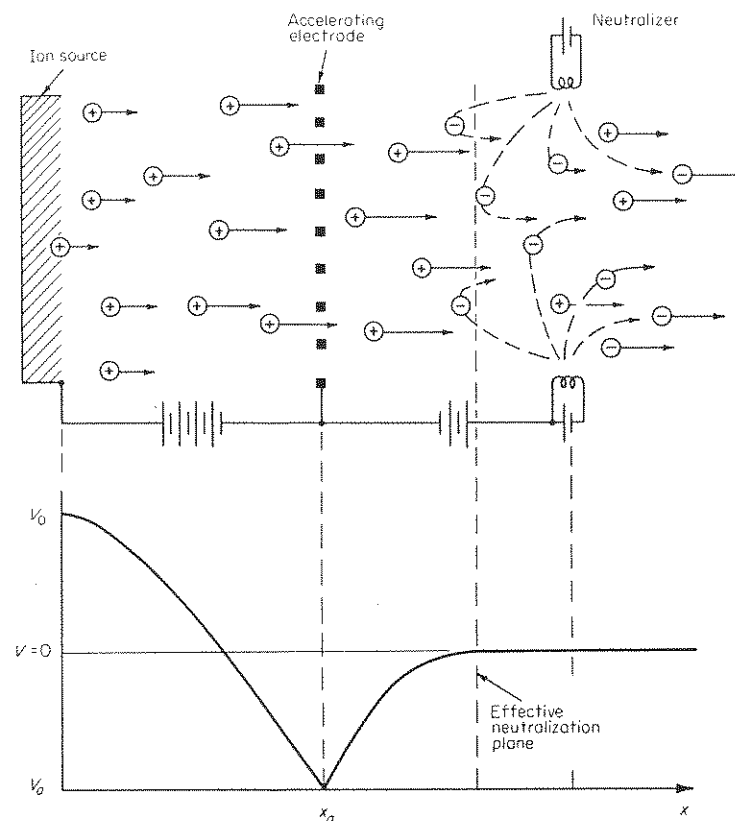 Accelerating
electrode
Neutralizer
Ion source
V₀
V=0
Effective
neutralization
plane
Vₐ
xₐ
x